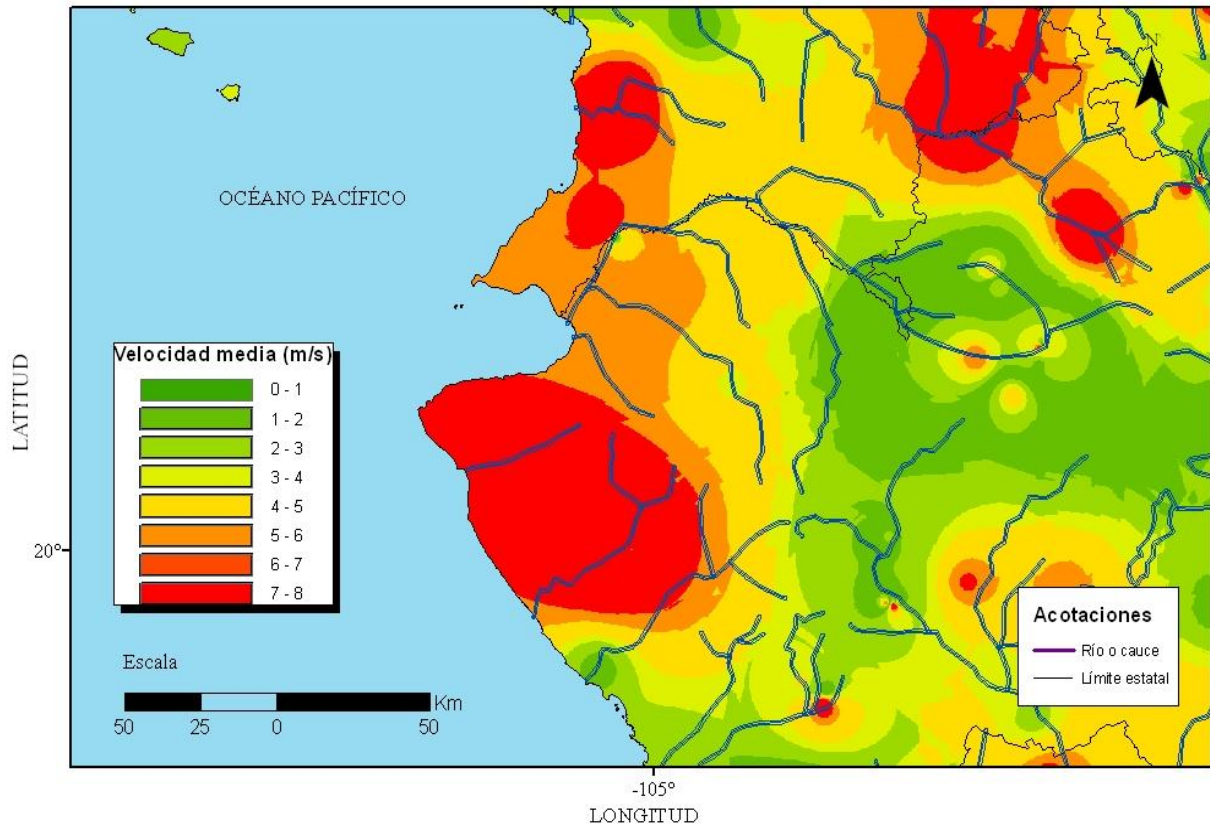 N
OCÉANO PACÍFICO
LATITUD
Velocidad media (m/s)
0 - 1
1 - 2
2 - 3
3 - 4
4 - 5
5 - 6
6 - 7
7 - 8
20°
Acotaciones
Río o cauce
Límite estatal
Escala
Km
50 25 0 50
-105°
LONGITUD